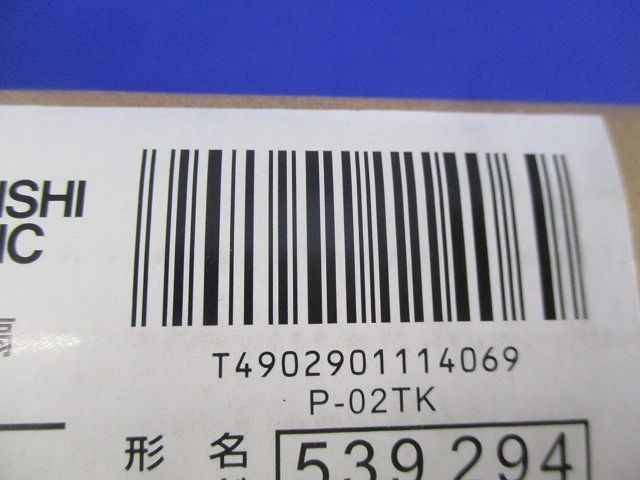 ISHI
IC
T4902901114069
P-02TK
形 名
539 294